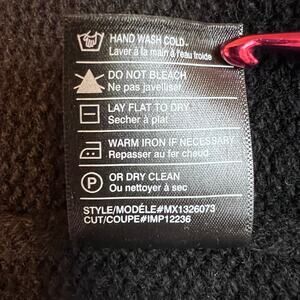 HAND WASH COLD.
Laver à la main à l'eau froide
DO NOT BLEACH
Ne pas javelliser
LAY FLAT TO DRY
Secher à plat
WARM IRON IF NECESSARY
Repasser au fer chaud
P
OR DRY CLEAN
Ou nettoyer à sec
STYLE/MODÉLE#MX1326073
CUT/COUPE#IMP12236